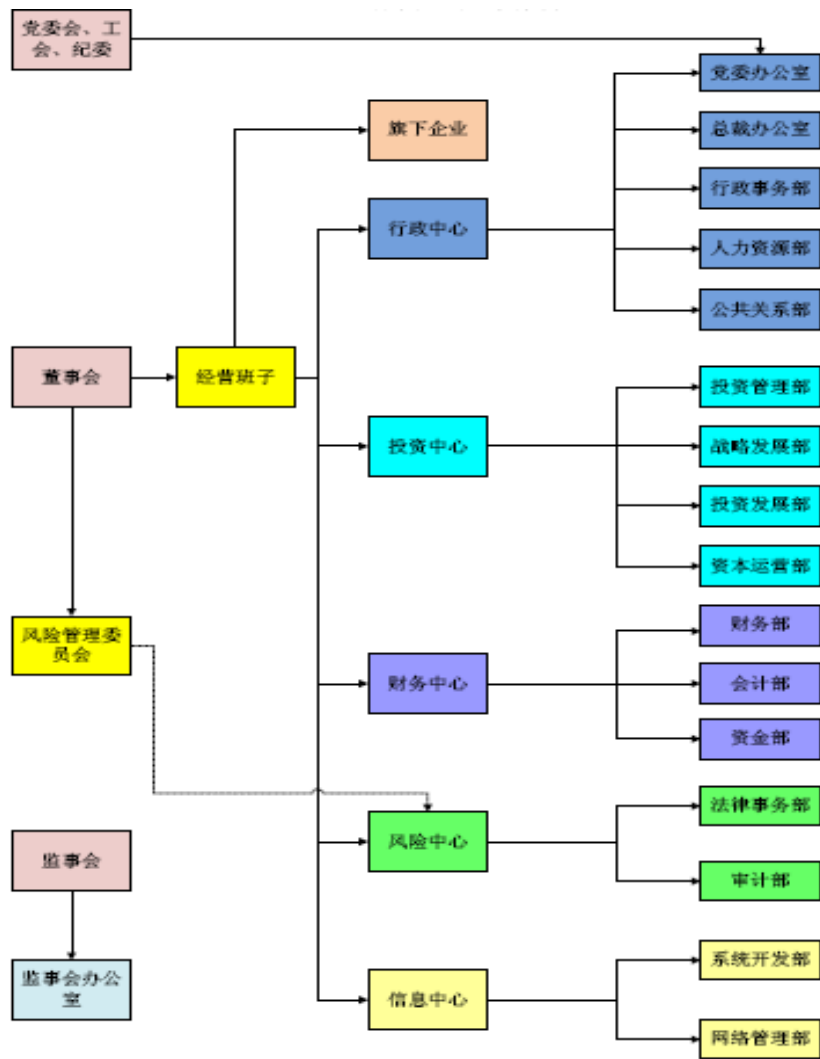 党委会、工
会、纪委
党委办公室
旗下企业
总裁办公室
行政事务部
行政中心
人力资源部
公共关系部
董事会
经营班子
投资管理部
投资中心
战略发展部
投资发展部
资本运营部
风险管理委
员会
财务部
财务中心
会计部
资金部
法律事务部
风险中心
监事会
审计部
监事会办公
室
系统开发部
信息中心
网络管理部